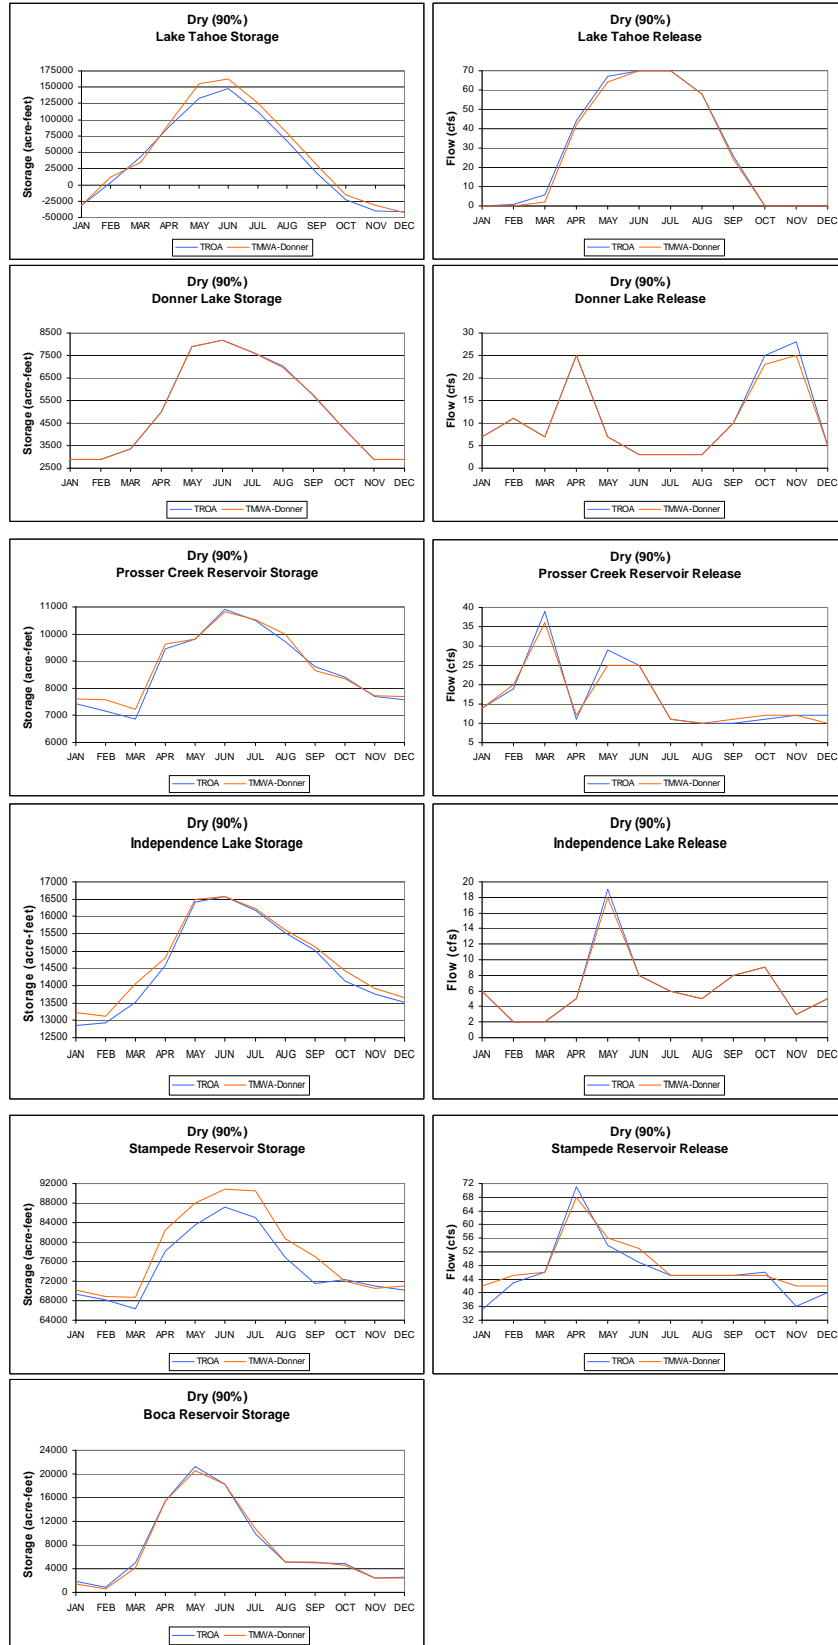 Dry (90%)
Lake Tahoe Storage
Storage (acre-feet)
175000
150000
125000
100000
75000
50000
25000
0
-25000
-50000
JAN FEB MAR APR MAY JUN JUL AUG SEP OCT NOV DEC
TROA TMWA-Donner
Dry (90%)
Lake Tahoe Release
Flow (cfs)
70
60
50
40
30
20
10
0
JAN FEB MAR APR MAY JUN JUL AUG SEP OCT NOV DEC
TROA TMWA-Donner
Dry (90%)
Donner Lake Storage
Storage (acre-feet)
8500
7500
6500
5500
4500
3500
2500
JAN FEB MAR APR MAY JUN JUL AUG SEP OCT NOV DEC
TROA TMWA-Donner
Dry (90%)
Donner Lake Release
Flow (cfs)
30
25
20
15
10
5
0
JAN FEB MAR APR MAY JUN JUL AUG SEP OCT NOV DEC
TROA TMWA-Donner
Dry (90%)
Prosser Creek Reservoir Storage
Storage (acre-feet)
11000
10000
9000
8000
7000
6000
JAN FEB MAR APR MAY JUN JUL AUG SEP OCT NOV DEC
TROA TMWA-Donner
Dry (90%)
Prosser Creek Reservoir Release
Flow (cfs)
40
35
30
25
20
15
10
5
JAN FEB MAR APR MAY JUN JUL AUG SEP OCT NOV DEC
TROA TMWA-Donner
Dry (90%)
Independence Lake Storage
Storage (acre-feet)
17000
16500
16000
15500
15000
14500
14000
13500
13000
12500
JAN FEB MAR APR MAY JUN JUL AUG SEP OCT NOV DEC
TROA TMWA-Donner
Dry (90%)
Independence Lake Release
Flow (cfs)
20
18
16
14
12
10
8
6
4
2
0
JAN FEB MAR APR MAY JUN JUL AUG SEP OCT NOV DEC
TROA TMWA-Donner
Dry (90%)
Stampede Reservoir Storage
Storage (acre-feet)
92000
88000
84000
80000
76000
72000
68000
64000
JAN FEB MAR APR MAY JUN JUL AUG SEP OCT NOV DEC
TROA TMWA-Donner
Dry (90%)
Stampede Reservoir Release
Flow (cfs)
72
68
64
60
56
52
48
44
40
36
32
JAN FEB MAR APR MAY JUN JUL AUG SEP OCT NOV DEC
TROA TMWA-Donner
Dry (90%)
Boca Reservoir Storage
Storage (acre-feet)
24000
20000
16000
12000
8000
4000
0
JAN FEB MAR APR MAY JUN JUL AUG SEP OCT NOV DEC
TROA TMWA-Donner